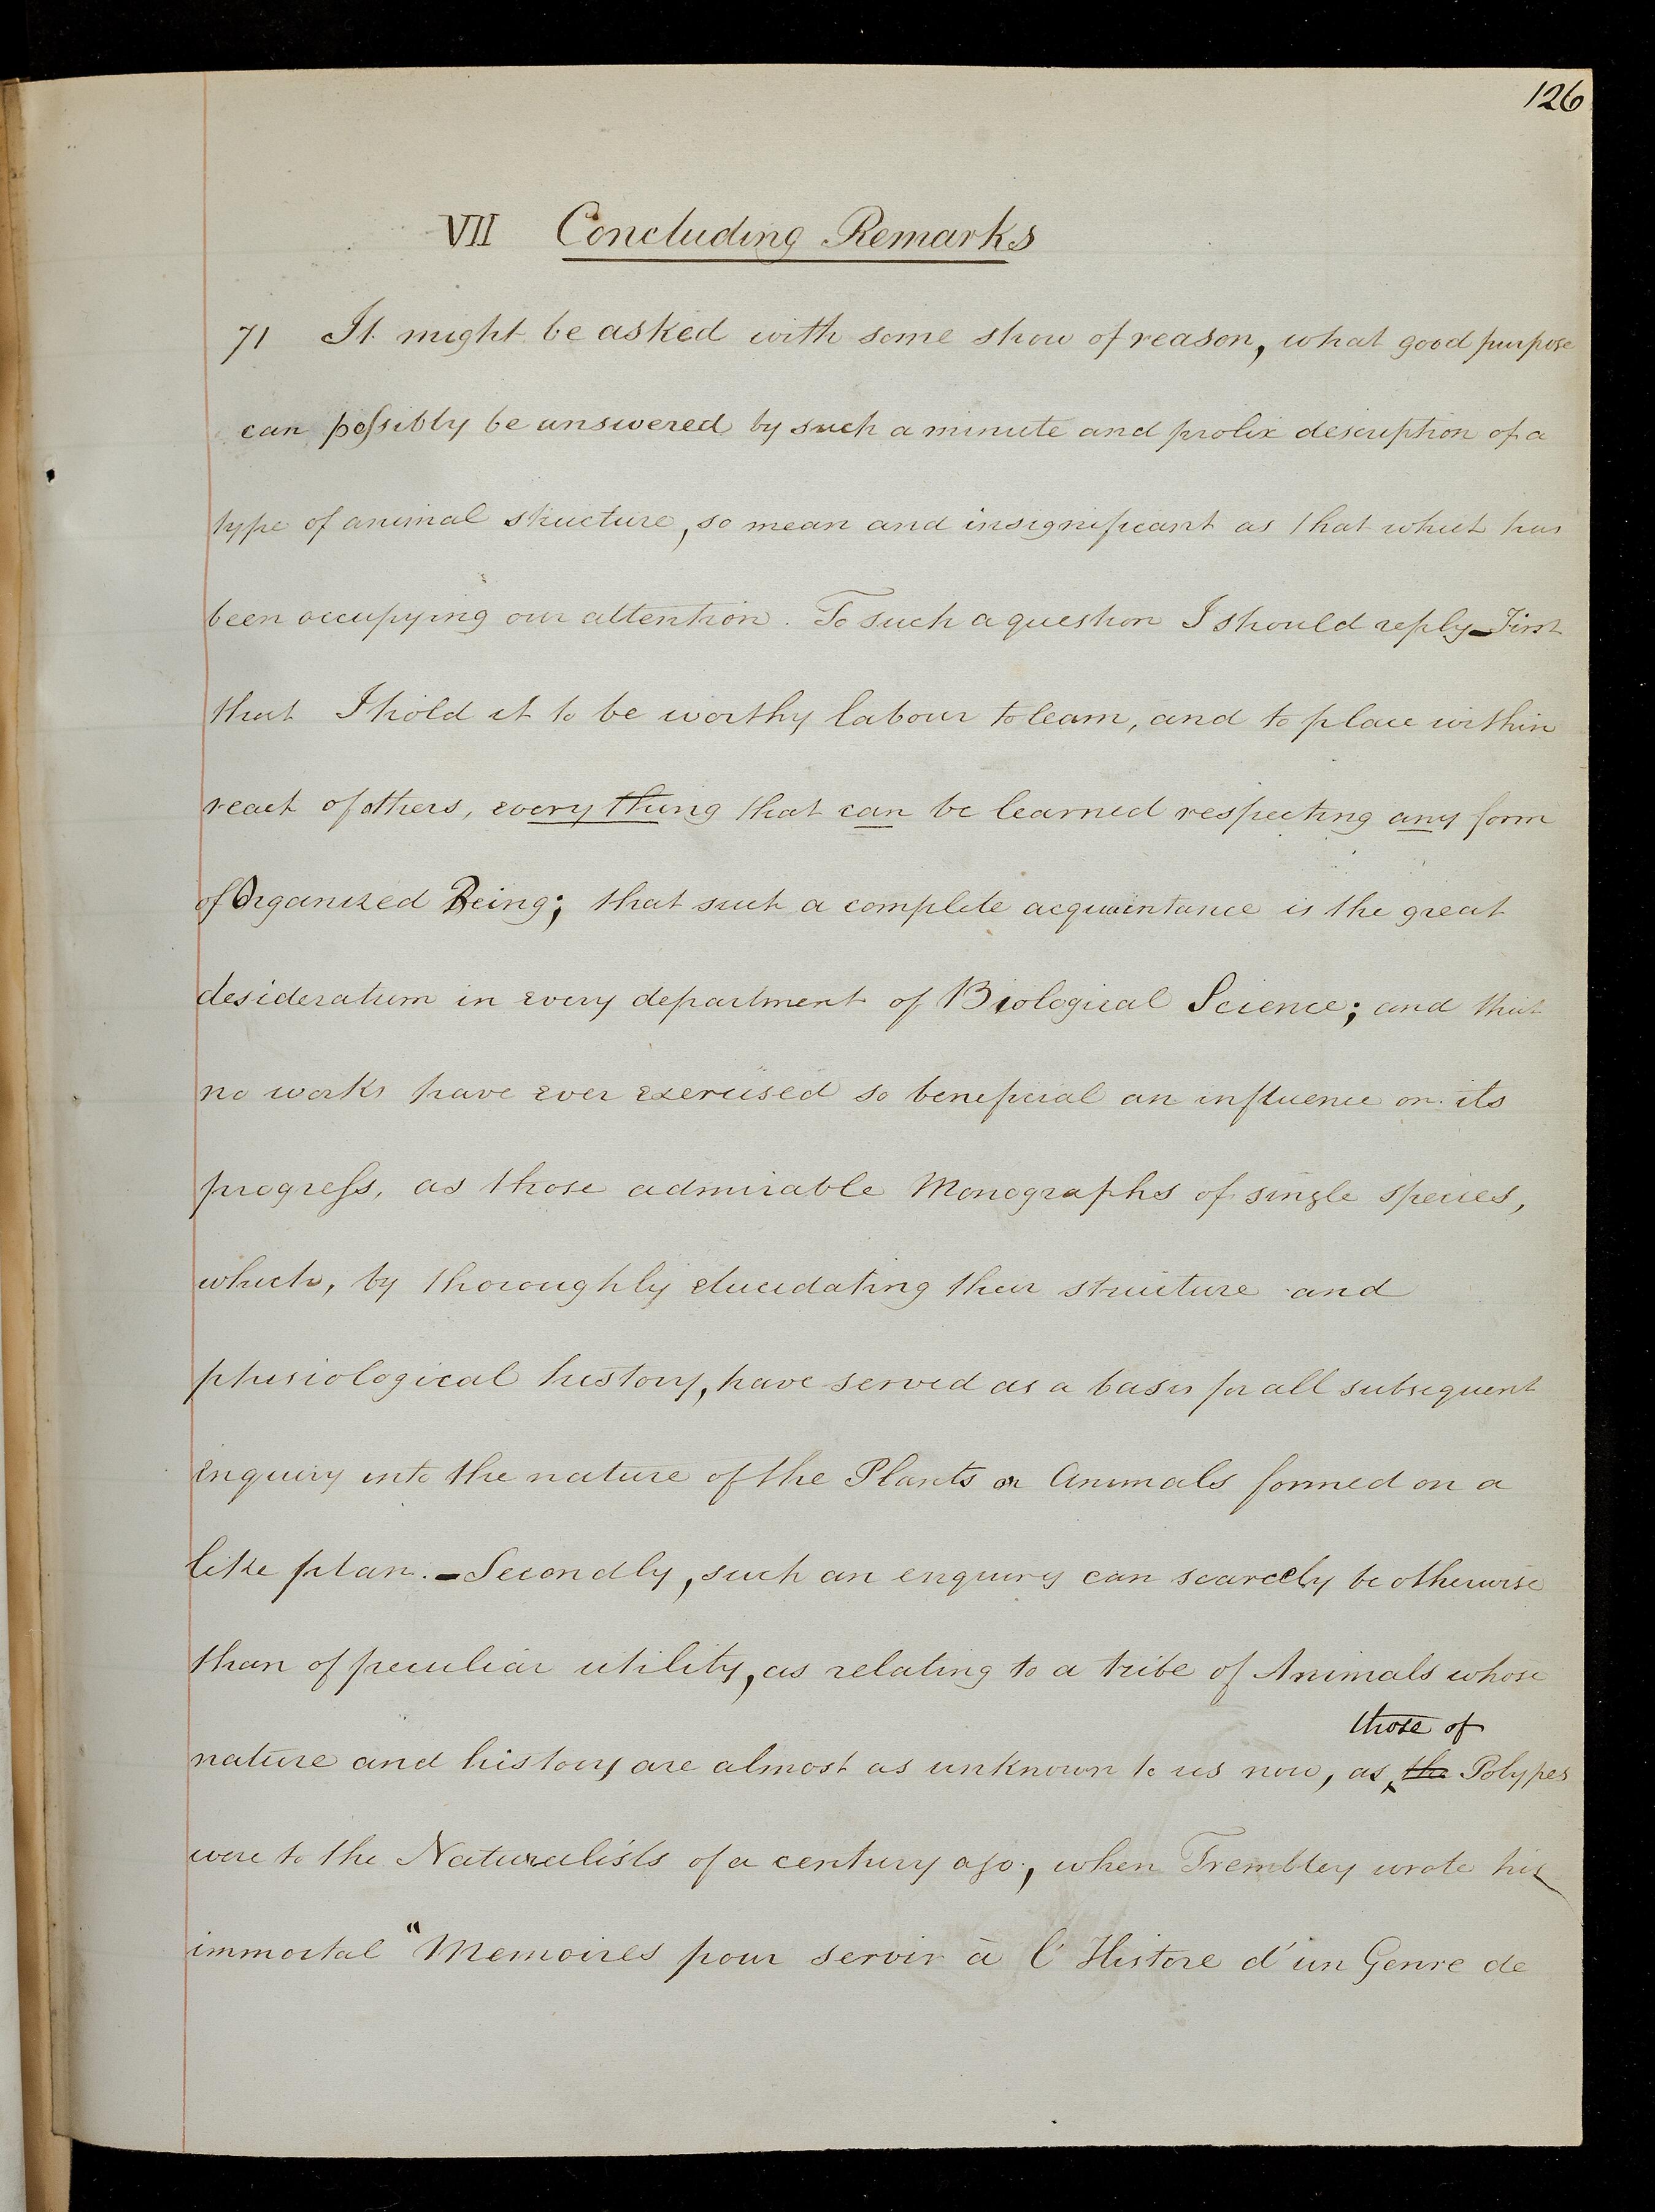 126
VII Concluding Remarks
71 It might be asked with some show of reason, what good purpose
can possibly be answered by such a minute and prolix description of a
type of animal structure, so mean and insignificant as that which has
been occupying our attention. To such a question I should reply – First
that I hold it to be worthy labour to learn, and to place within
reach of others, every thing that can be learned respecting any form
of Organized Being; that such a complete acquaintance is the great
desideratum in every department of Biological Science; and that
no works have ever exercised so beneficial an influence on its
progress, as those admirable Monographs of single species,
which, by thoroughly elucidating their structure and
phisiological history, have served as a basis for all subsequent
enquiry into the nature of the Plants or Animals formed on a
like plan. – Secondly, such an enquiry can scarcely be otherwise
than of peculiar utility, as relating to a tribe of Animals whose
those of
nature and history are almost as unknown to us now, as the Polypes
were to the Naturalists of a century ago, when Trembley wrote his
immortal "Memoires pour servir à l'Histore d'un Genre de